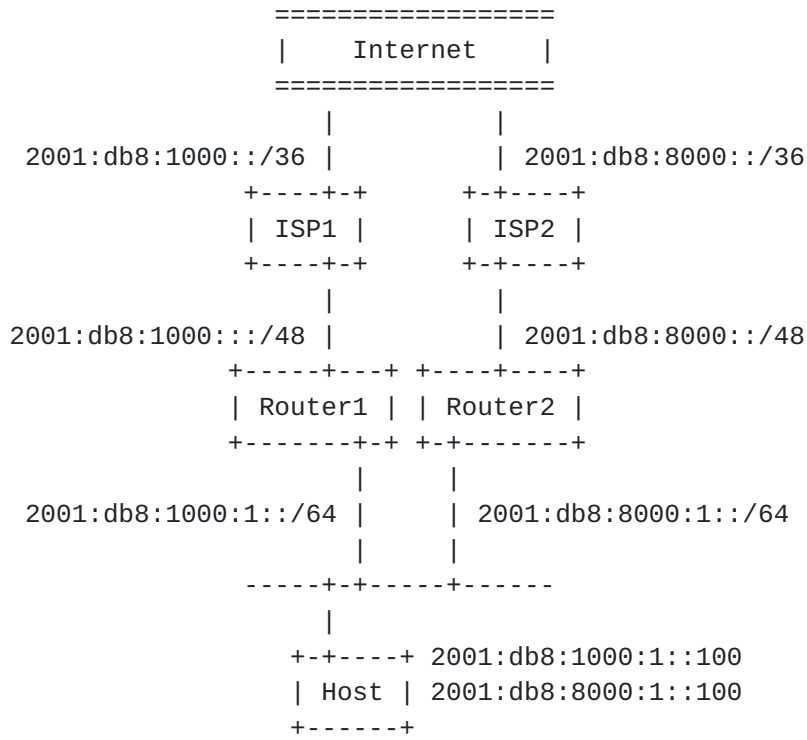 ==================
| Internet |
==================
| |
2001:db8:1000::/36 | | 2001:db8:8000::/36
+----+-+ +-+----+
| ISP1 | | ISP2 |
+----+-+ +-+----+
| |
2001:db8:1000:::/48 | | 2001:db8:8000::/48
+-----+---+ +----+----+
| Router1 | | Router2 |
+-------+-+ +-+-------+
| |
2001:db8:1000:1::/64 | | 2001:db8:8000:1::/64
| |
-----+-+-----+------
|
+-+----+ 2001:db8:1000:1::100
| Host | 2001:db8:8000:1::100
+------+